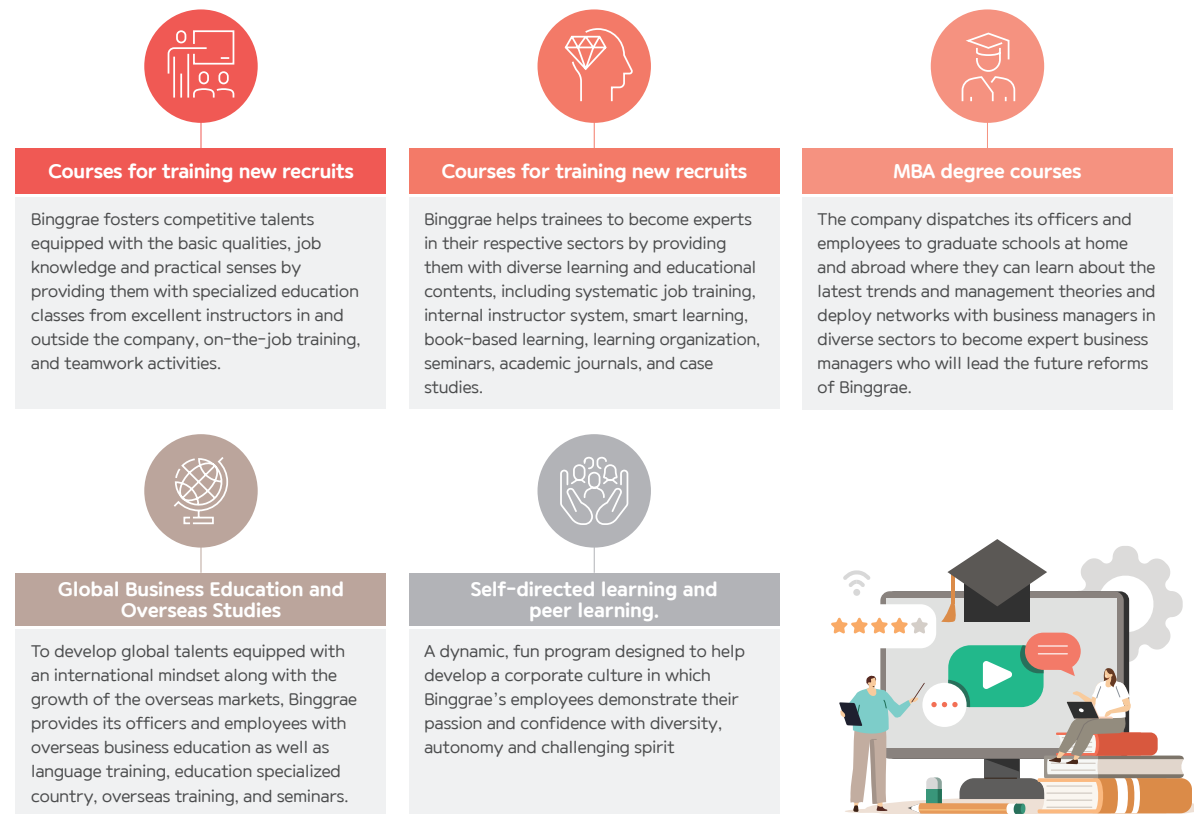 Courses for training new recruits
Binggrae fosters competitive talents
equipped with the basic qualities, job
knowledge and practical senses by
providing them with specialized education
classes from excellent instructors in and
outside the company, on-the-job training,
and teamwork activities.
Courses for training new recruits
Binggrae helps trainees to become experts
in their respective sectors by providing
them with diverse learning and educational
contents, including systematic job training,
internal instructor system, smart learning,
book-based learning, learning organization,
seminars, academic journals, and case
studies.
MBA degree courses
The company dispatches its officers and
employees to graduate schools at home
and abroad where they can learn about the
latest trends and management theories and
deploy networks with business managers in
diverse sectors to become expert business
managers who will lead the future reforms
of Binggrae.
Global Business Education and
Overseas Studies
To develop global talents equipped with
an international mindset along with the
growth of the overseas markets, Binggrae
provides its officers and employees with
overseas business education as well as
language training, education specialized
country, overseas training, and seminars.
Self-directed learning and
peer learning.
A dynamic, fun program designed to help
develop a corporate culture in which
Binggrae's employees demonstrate their
passion and confidence with diversity,
autonomy and challenging spirit